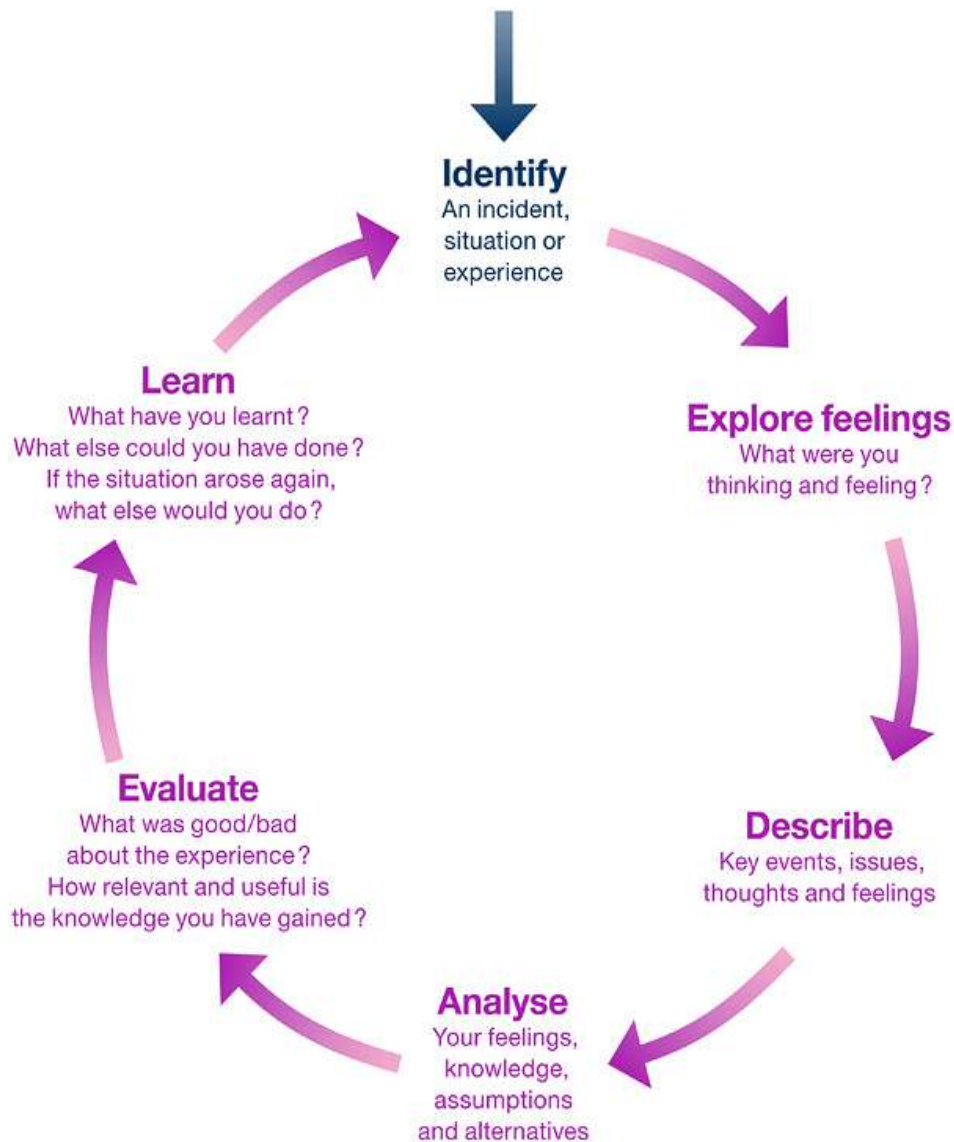 Identify
An incident,
situation or
experience
Explore feelings
What were you
thinking and feeling?
Describe
Key events, issues,
thoughts and feelings
Analyse
Your feelings,
knowledge,
assumptions
and alternatives
Evaluate
What was good/bad
about the experience?
How relevant and useful is
the knowledge you have gained?
Learn
What have you learnt?
What else could you have done?
If the situation arose again,
what else would you do?